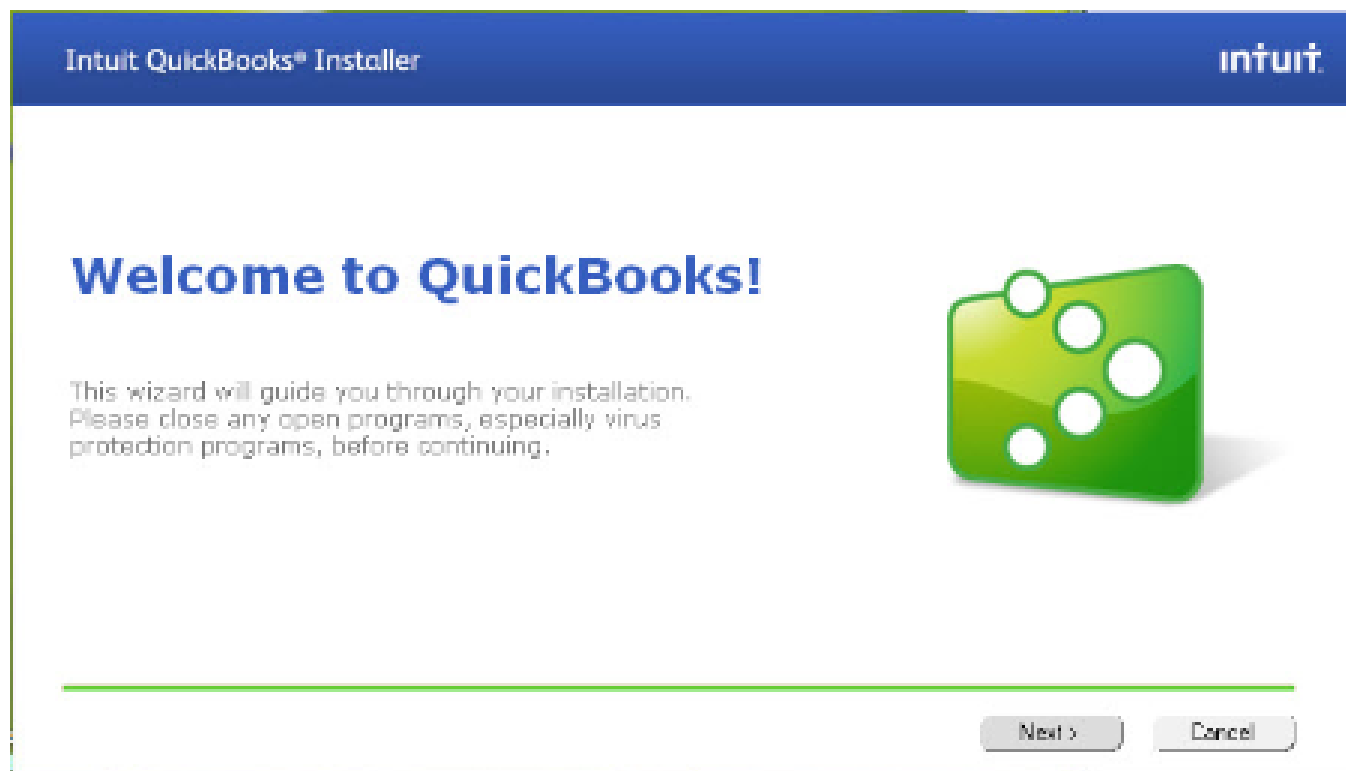 Intuit QuickBooks® Installer
ıntuıt.
Welcome to QuickBooks!
This wizard will guide you through your installation.
Please close any open programs, especially virus
protection programs, before continuing.
Next >
Cancel